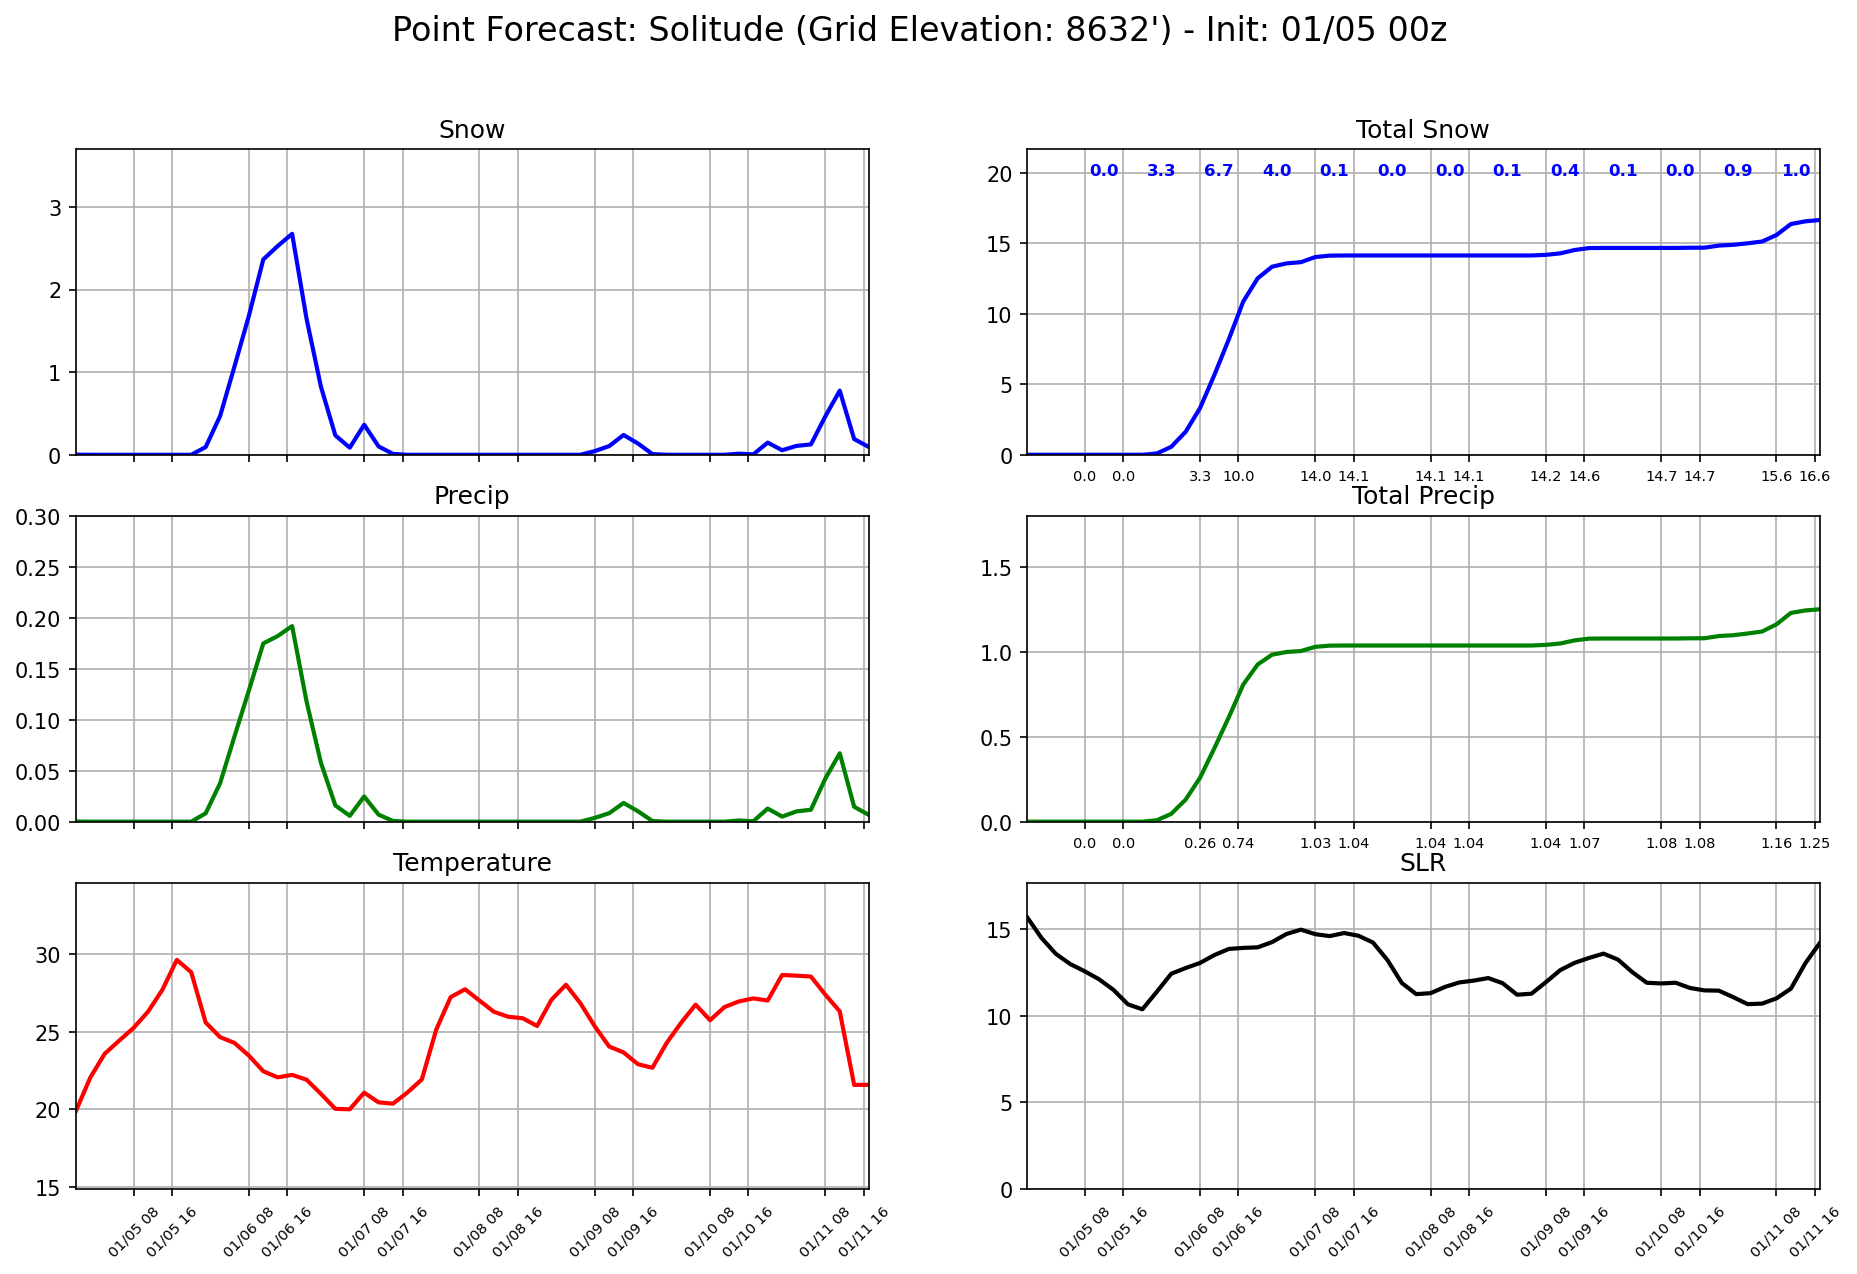 Point Forecast: Solitude (Grid Elevation: 8632') - Init: 01/05 00z
Snow
3
2
1
0
Total Snow
0.0 3.3 6.7 4.0 0.1 0.0 0.0 0.1 0.4 0.1 0.0 0.9 1.0
20
15
10
5
0
0.0 0.0 3.3 10.0 14.0 14.1 14.1 14.1 14.2 14.6 14.7 14.7 15.6 16.6
Precip
0.30
0.25
0.20
0.15
0.10
0.05
0.00
Total Precip
1.5
1.0
0.5
0.0
0.0 0.0 0.26 0.74 1.03 1.04 1.04 1.04 1.04 1.07 1.08 1.08 1.16 1.25
Temperature
30
25
20
15
01/05 08 01/05 16 01/06 08 01/06 16 01/07 08 01/07 16 01/08 08 01/08 16 01/09 08 01/09 16 01/10 08 01/10 16 01/11 08 01/11 16
SLR
15
10
5
0
01/05 08 01/05 16 01/06 08 01/06 16 01/07 08 01/07 16 01/08 08 01/08 16 01/09 08 01/09 16 01/10 08 01/10 16 01/11 08 01/11 16